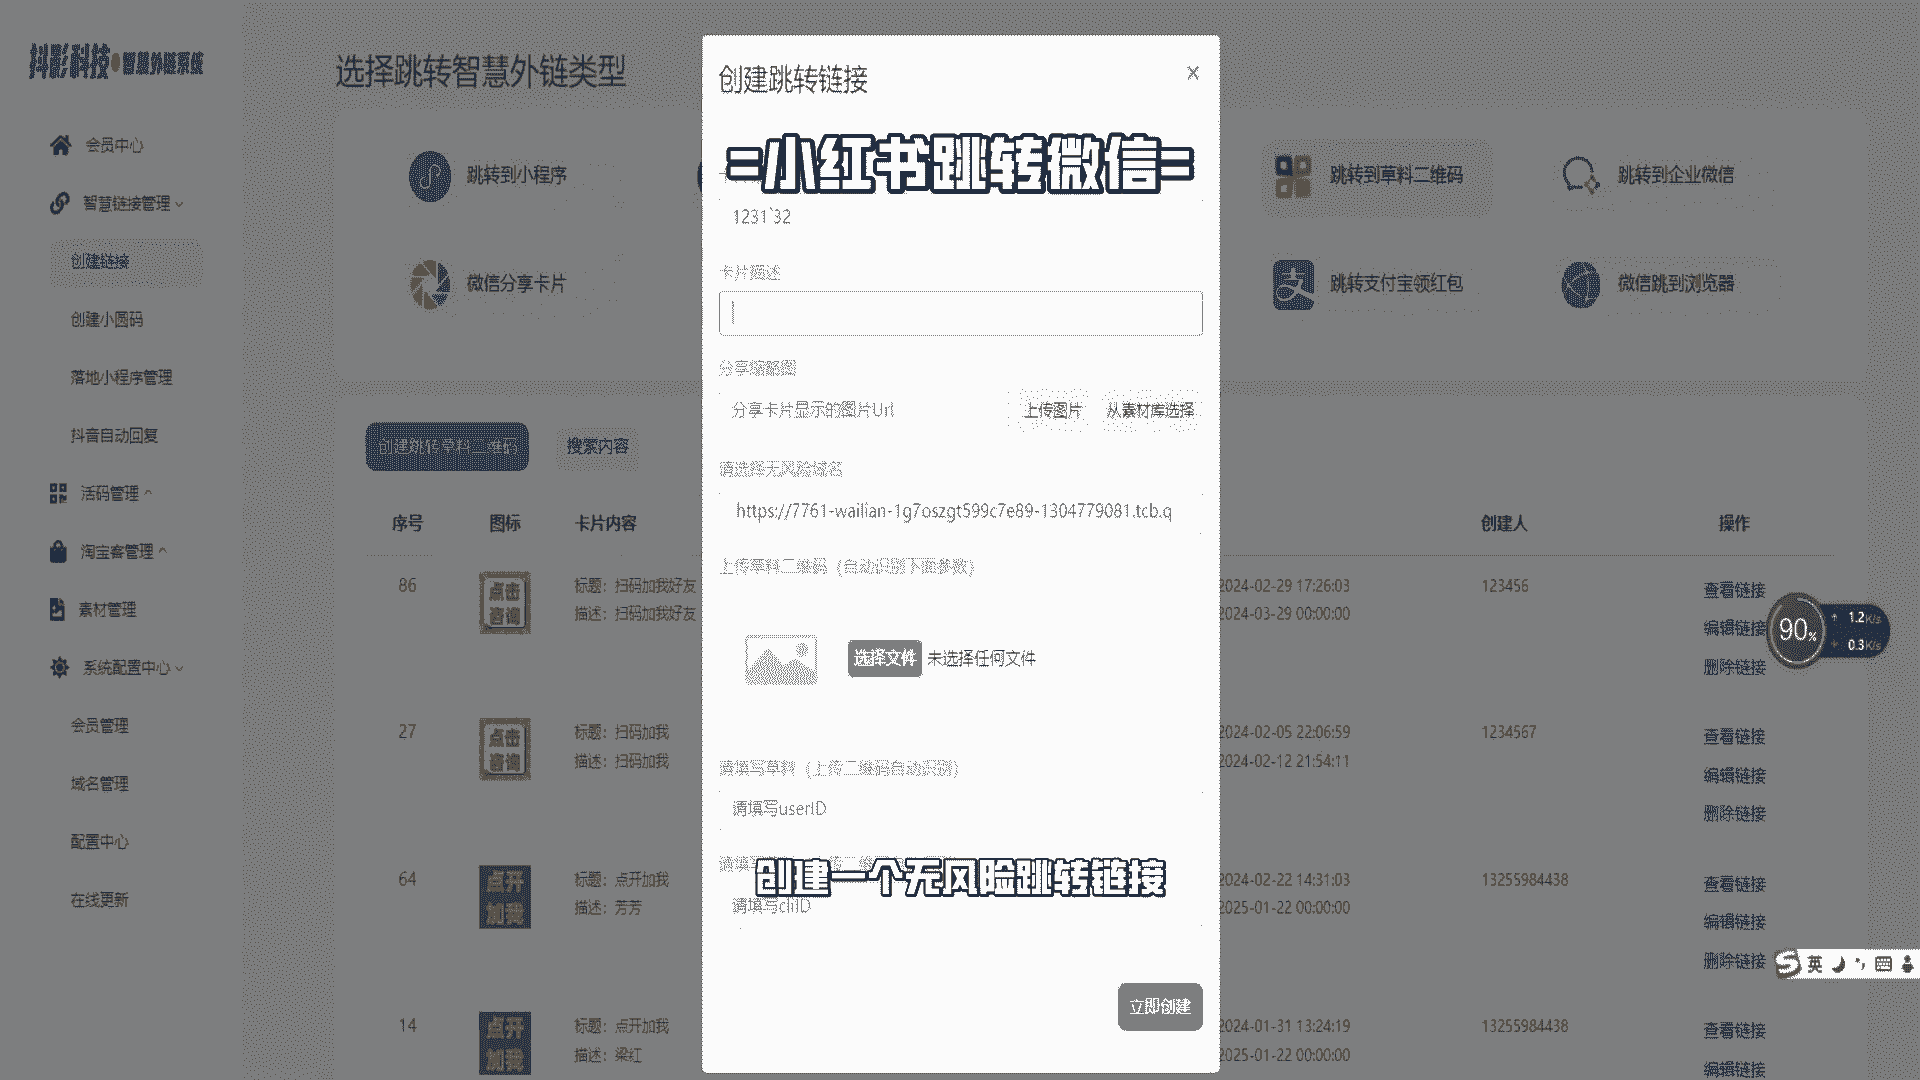 抖影科技•智慧外链系统
会员中心
智慧链接管理
创建链接
创建小圆码
落地小程序管理
抖音自动回复
活码管理
淘宝客管理
素材管理
系统配置中心
会员管理
域名管理
配置中心
在线更新
选择跳转智慧外链类型
跳转到小程序
跳转到草料二维码
跳转到企业微信
微信分享卡片
跳转支付宝领红包
微信跳到浏览器
创建跳转草料二维码
搜索内容
序号 图标 卡片内容 创建人 操作
86 点击咨询 标题：扫码加我好友 2024-02-29 17:26:03 123456 查看链接
描述：扫码加我好友 2024-03-29 00:00:00 编辑链接
删除链接
27 点击咨询 标题：扫码加我 2024-02-05 22:06:59 1234567 查看链接
描述：扫码加我 2024-02-12 21:54:11 编辑链接
删除链接
64 点开加我 标题：点开加我 2024-02-22 14:31:03 13255984438 查看链接
描述：芳芳 2025-01-22 00:00:00 编辑链接
删除链接
14 点开加我 标题：点开加我 2024-01-31 13:24:19 13255984438 查看链接
描述：梁红 2025-01-22 00:00:00 编辑链接
创建跳转链接 ×
=小红书跳转微信=
1231`32
卡片描述
分享缩略图
分享卡片显示的图片Url 上传图片 从素材库选择
请选择无风险域名
https://7761-wailian-1g7oszgt599c7e89-1304779081.tcb.q
上传草料二维码（自动识别下面参数）
选择文件 未选择任何文件
请填写草料（上传二维码自动识别）
请填写userID
创建一个无风险跳转链接
请填写cliID
立即创建
90% 1.2K/s
0.3K/s
英